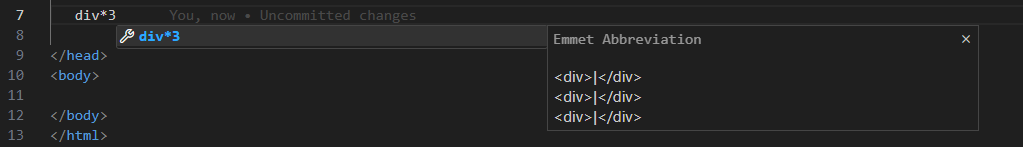 7 div*3 You, now • Uncommitted changes
8 div*3
Emmet Abbreviation ×
<div>|</div>
<div>|</div>
<div>|</div>
9 </head>
10 <body>
11
12 </body>
13 </html>